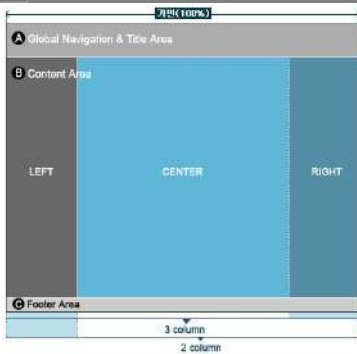 가변(100%)
A Global Navigation & Title Area
B Content Area
LEFT
CENTER
RIGHT
C Footer Area
3 column
2 column